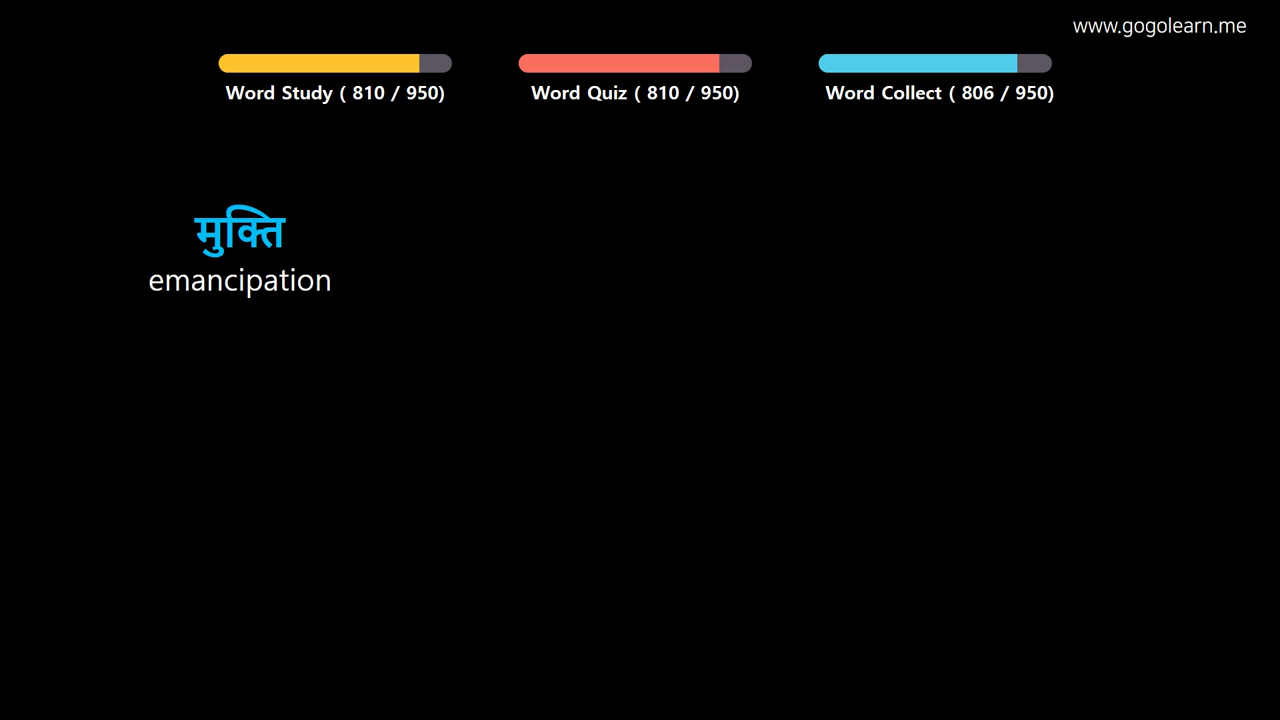 www.gogolearn.me
Word Study ( 810 / 950)
Word Quiz ( 810 / 950)
Word Collect ( 806 / 950)
मुक्ति
emancipation